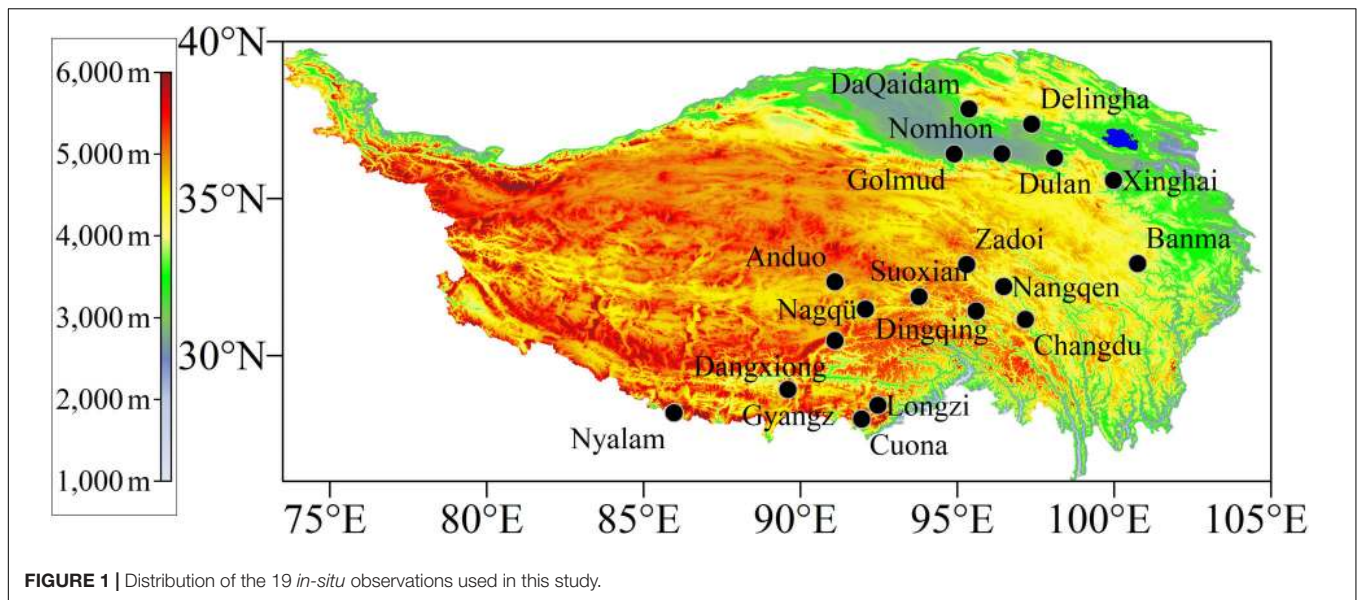 40°N
35°N
30°N
6,000 m
5,000 m
4,000 m
3,000 m
2,000 m
1,000 m
DaQaidam
Delingha
Nomhon
Golmud
Dulan
Xinghai
Zadoi
Banma
Anduo
Suoxian
Nangqen
Nagqü
Dingqing
Changdu
Dangxiong
Gyangz
Longzi
Nyalam
Cuona
75°E
80°E
85°E
90°E
95°E
100°E
105°E
FIGURE 1 | Distribution of the 19 in-situ observations used in this study.